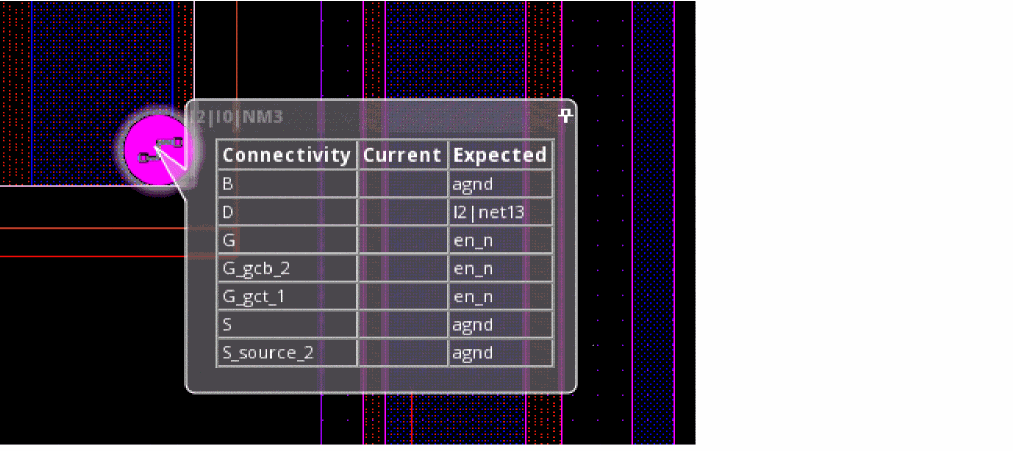 I2|I0|NM3
Connectivity Current Expected
B agnd
D I2|net13
G en_n
G_gcb_2 en_n
G_gct_1 en_n
S agnd
S_source_2 agnd